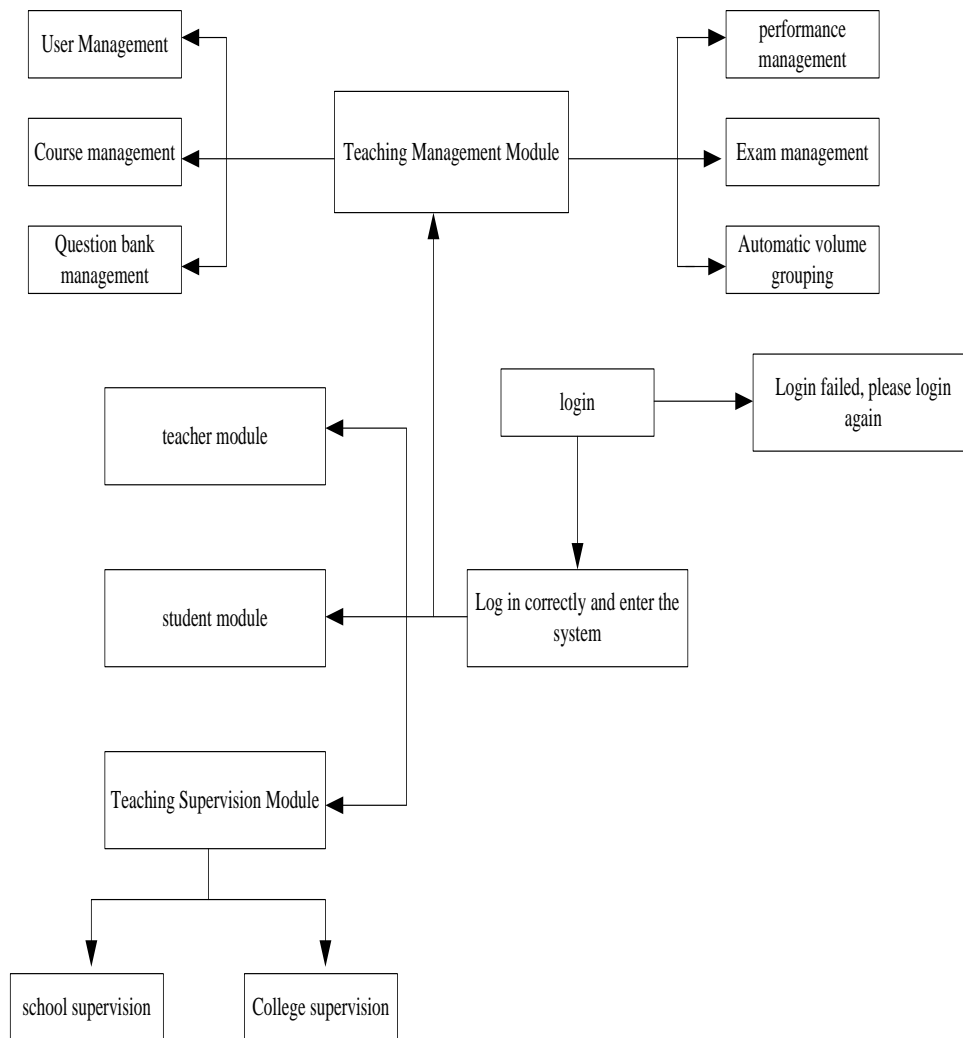 User Management
performance
management
Course management
Teaching Management Module
Exam management
Question bank
management
Automatic volume
grouping
login
Login failed, please login
again
teacher module
student module
Log in correctly and enter the
system
Teaching Supervision Module
school supervision
College supervision